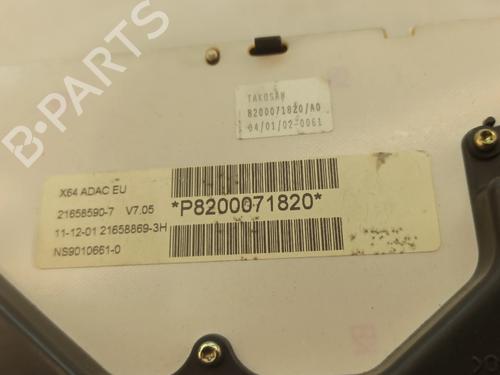 TAKOSAN
8200071820/A0
04/01/02-0061
X64 ADAC EU
21658590-7 V7.05
11-12-01 21658869-3H
NS9010661-0
*P8200071820*
B-PARTS